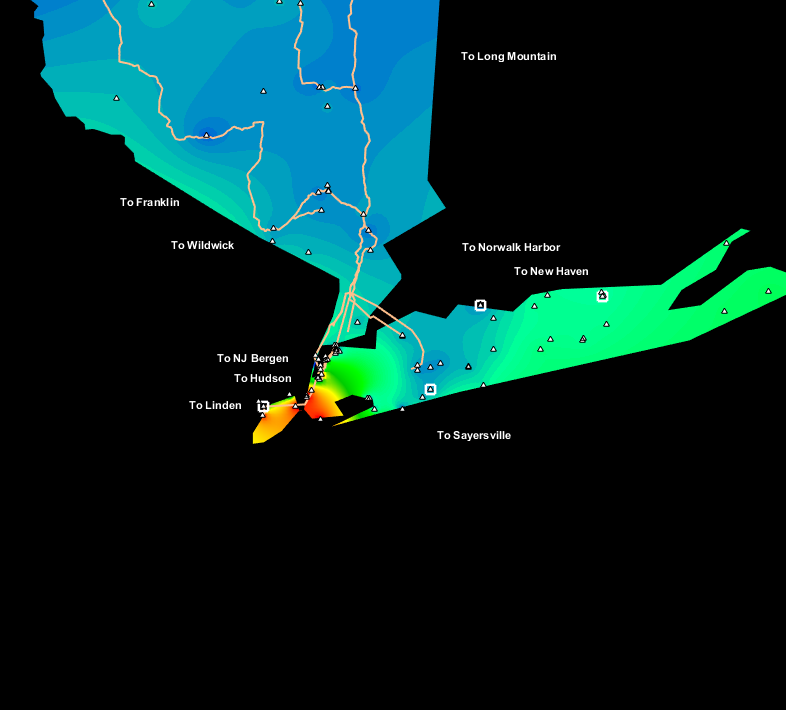 To Long Mountain
To Franklin
To Wildwick
To Norwalk Harbor
To New Haven
To NJ Bergen
To Hudson
To Linden
To Sayersville